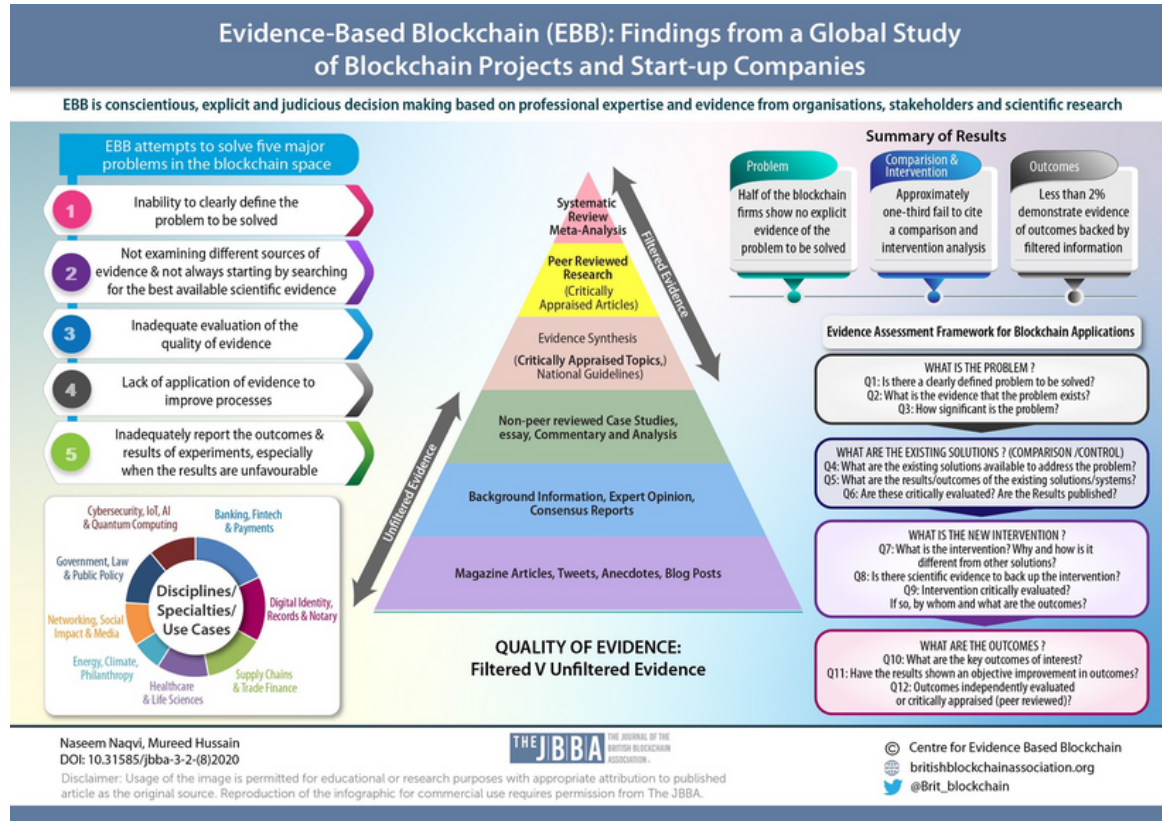 Evidence-Based Blockchain (EBB): Findings from a Global Study
of Blockchain Projects and Start-up Companies
EBB is conscientious, explicit and judicious decision making based on professional expertise and evidence from organisations, stakeholders and scientific research
EBB attempts to solve five major
problems in the blockchain space
1
Inability to clearly define the
problem to be solved
2
Not examining different sources of
evidence & not always starting by searching
for the best available scientific evidence
3
Inadequate evaluation of the
quality of evidence
4
Lack of application of evidence to
improve processes
5
Inadequately report the outcomes &
results of experiments, especially
when the results are unfavourable
Cybersecurity, IoT, AI
& Quantum Computing
Banking, Fintech
& Payments
Government, Law
& Public Policy
Disciplines/
Specialties/
Use Cases
Digital Identity,
Records & Notary
Networking, Social
Impact & Media
Energy, Climate,
Philanthropy
Supply Chains
& Trade Finance
Healthcare
& Life Sciences
Systematic
Review
Meta-Analysis
Filtered Evidence
Peer Reviewed
Research
(Critically
Appraised Articles)
Evidence Synthesis
(Critically Appraised Topics,)
National Guidelines)
Non-peer reviewed Case Studies,
essay, Commentary and Analysis
Unfiltered Evidence
Background Information, Expert Opinion,
Consensus Reports
Magazine Articles, Tweets, Anecdotes, Blog Posts
QUALITY OF EVIDENCE:
Filtered V Unfiltered Evidence
Summary of Results
Problem
Half of the blockchain
firms show no explicit
evidence of the
problem to be solved
Comparision &
Intervention
Approximately
one-third fail to cite
a comparison and
intervention analysis
Outcomes
Less than 2%
demonstrate evidence
of outcomes backed by
filtered information
Evidence Assessment Framework for Blockchain Applications
WHAT IS THE PROBLEM ?
Q1: Is there a clearly defined problem to be solved?
Q2: What is the evidence that the problem exists?
Q3: How significant is the problem?
WHAT ARE THE EXISTING SOLUTIONS ? (COMPARISON /CONTROL)
Q4: What are the existing solutions available to address the problem?
Q5: What are the results/outcomes of the existing solutions/systems?
Q6: Are these critically evaluated? Are the Results published?
WHAT IS THE NEW INTERVENTION ?
Q7: What is the intervention? Why and how is it
different from other solutions?
Q8: Is there scientific evidence to back up the intervention?
Q9: Intervention critically evaluated?
If so, by whom and what are the outcomes?
WHAT ARE THE OUTCOMES ?
Q10: What are the key outcomes of interest?
Q11: Have the results shown an objective improvement in outcomes?
Q12: Outcomes independently evaluated
or critically appraised (peer reviewed)?
Naseem Naqvi, Mureed Hussain
DOI: 10.31585/jbba-3-2-(8)2020
Disclaimer: Usage of the image is permitted for educational or research purposes with appropriate attribution to published
article as the original source. Reproduction of the infographic for commercial use requires permission from The JBBA.
THE JBBA
THE JOURNAL OF THE
BRITISH BLOCKCHAIN
ASSOCIATION
© Centre for Evidence Based Blockchain
britishblockchainassociation.org
@Brit_blockchain